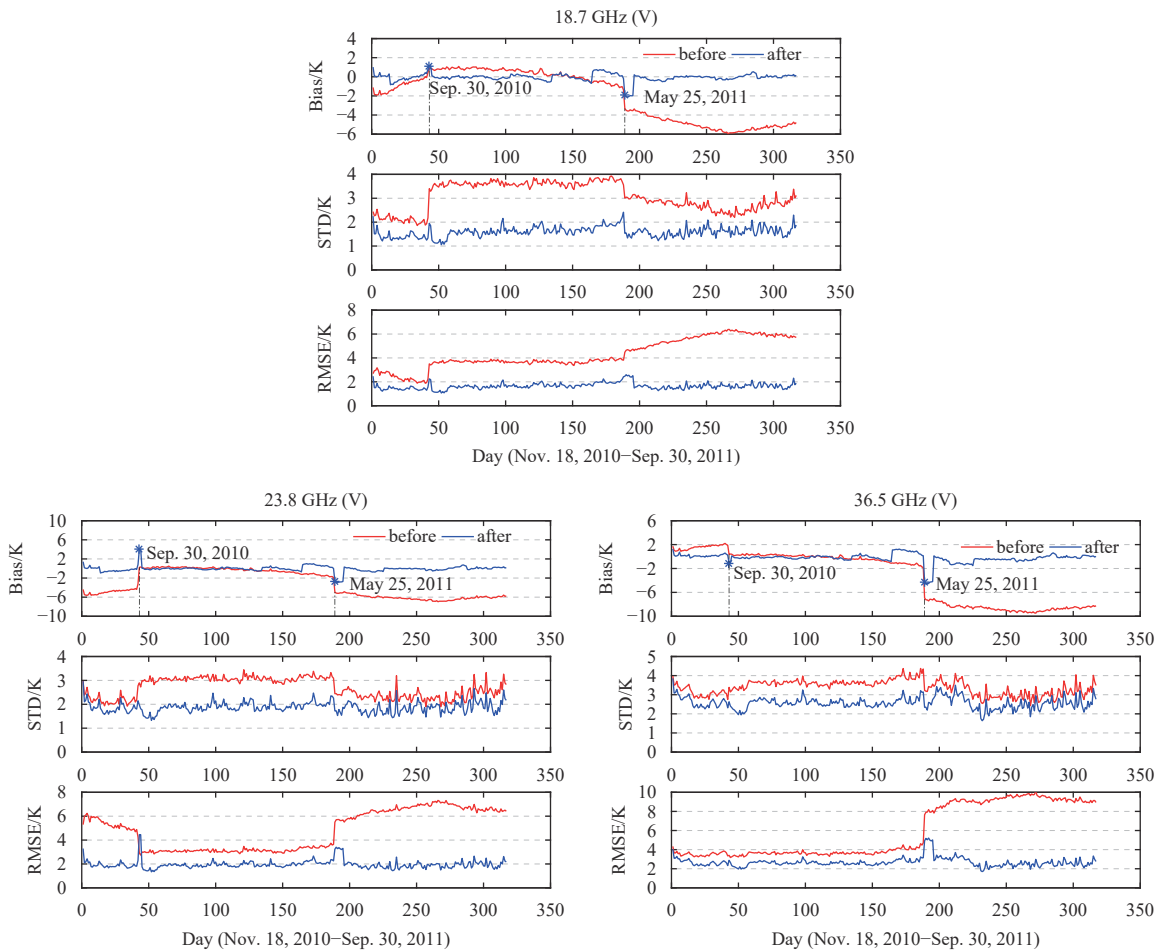 18.7 GHz (V)
4
2
0
−2
−4
−6
Bias/K
before
after
Sep. 30, 2010
May 25, 2011
0 50 100 150 200 250 300 350
4
3
2
1
0
STD/K
0 50 100 150 200 250 300 350
8
6
4
2
0
RMSE/K
0 50 100 150 200 250 300 350
Day (Nov. 18, 2010−Sep. 30, 2011)
23.8 GHz (V)
10
6
2
−2
−6
−10
Bias/K
before
after
Sep. 30, 2010
May 25, 2011
0 50 100 150 200 250 300 350
4
3
2
1
0
STD/K
0 50 100 150 200 250 300 350
8
6
4
2
0
RMSE/K
0 50 100 150 200 250 300 350
Day (Nov. 18, 2010−Sep. 30, 2011)
36.5 GHz (V)
6
2
−2
−6
−10
Bias/K
before
after
Sep. 30, 2010
May 25, 2011
0 50 100 150 200 250 300 350
5
4
3
2
1
0
STD/K
0 50 100 150 200 250 300 350
10
8
6
4
2
0
RMSE/K
0 50 100 150 200 250 300 350
Day (Nov. 18, 2010−Sep. 30, 2011)